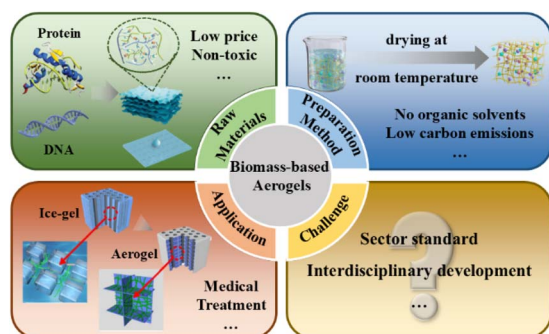 Protein
DNA
Low price
Non-toxic
...
drying at
room temperature
No organic solvents
Low carbon emissions
...
Raw
Materials
Preparation
Method
Biomass-based
Aerogels
Application
Challenge
Ice-gel
Aerogel
Medical
Treatment
...
Sector standard
Interdisciplinary development
?
...